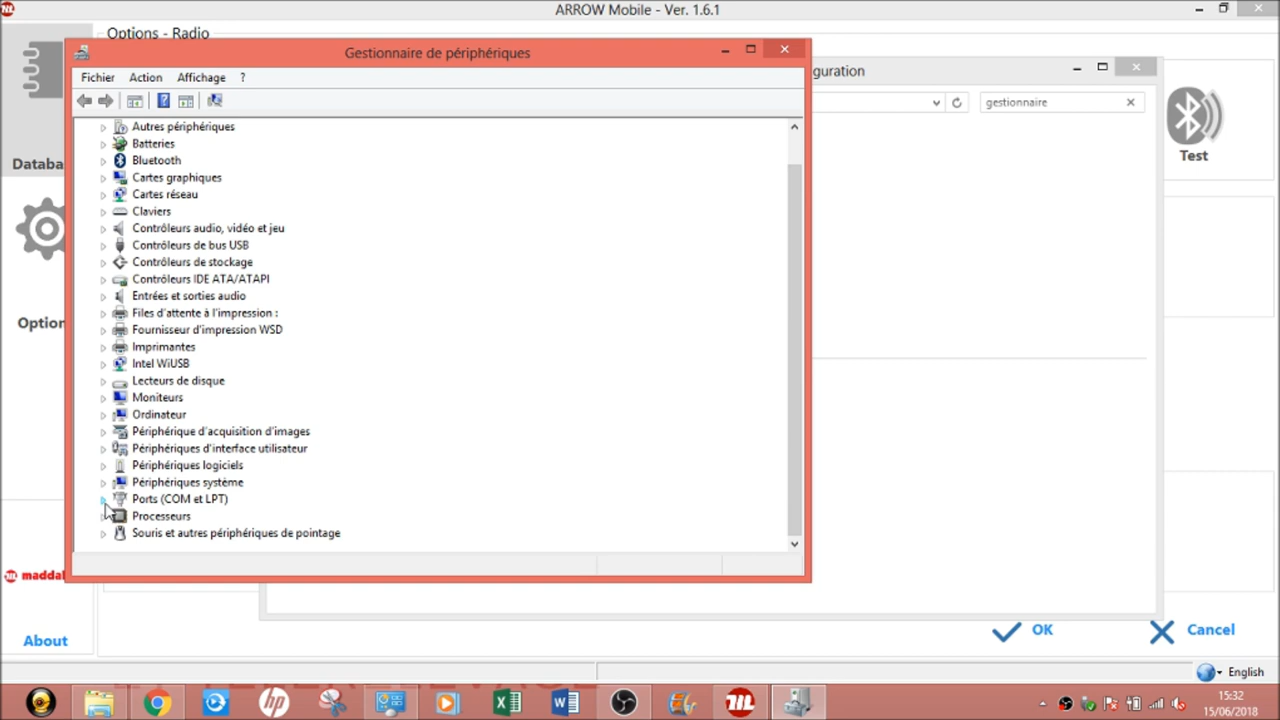 ARROW Mobile - Ver. 1.6.1
Options - Radio
Gestionnaire de périphériques
guration
Fichier Action Affichage ?
gestionnaire
Autres périphériques
Batteries
Bluetooth
Cartes graphiques
Cartes réseau
Claviers
Contrôleurs audio, vidéo et jeu
Contrôleurs de bus USB
Contrôleurs de stockage
Contrôleurs IDE ATA/ATAPI
Entrées et sorties audio
Files d'attente à l'impression :
Fournisseur d'impression WSD
Imprimantes
Intel WiUSB
Lecteurs de disque
Moniteurs
Ordinateur
Périphérique d'acquisition d'images
Périphériques d'interface utilisateur
Périphériques logiciels
Périphériques système
Ports (COM et LPT)
Processeurs
Souris et autres périphériques de pointage
Databa
Option
maddal
About
Test
OK Cancel
English
15:32
15/06/2018